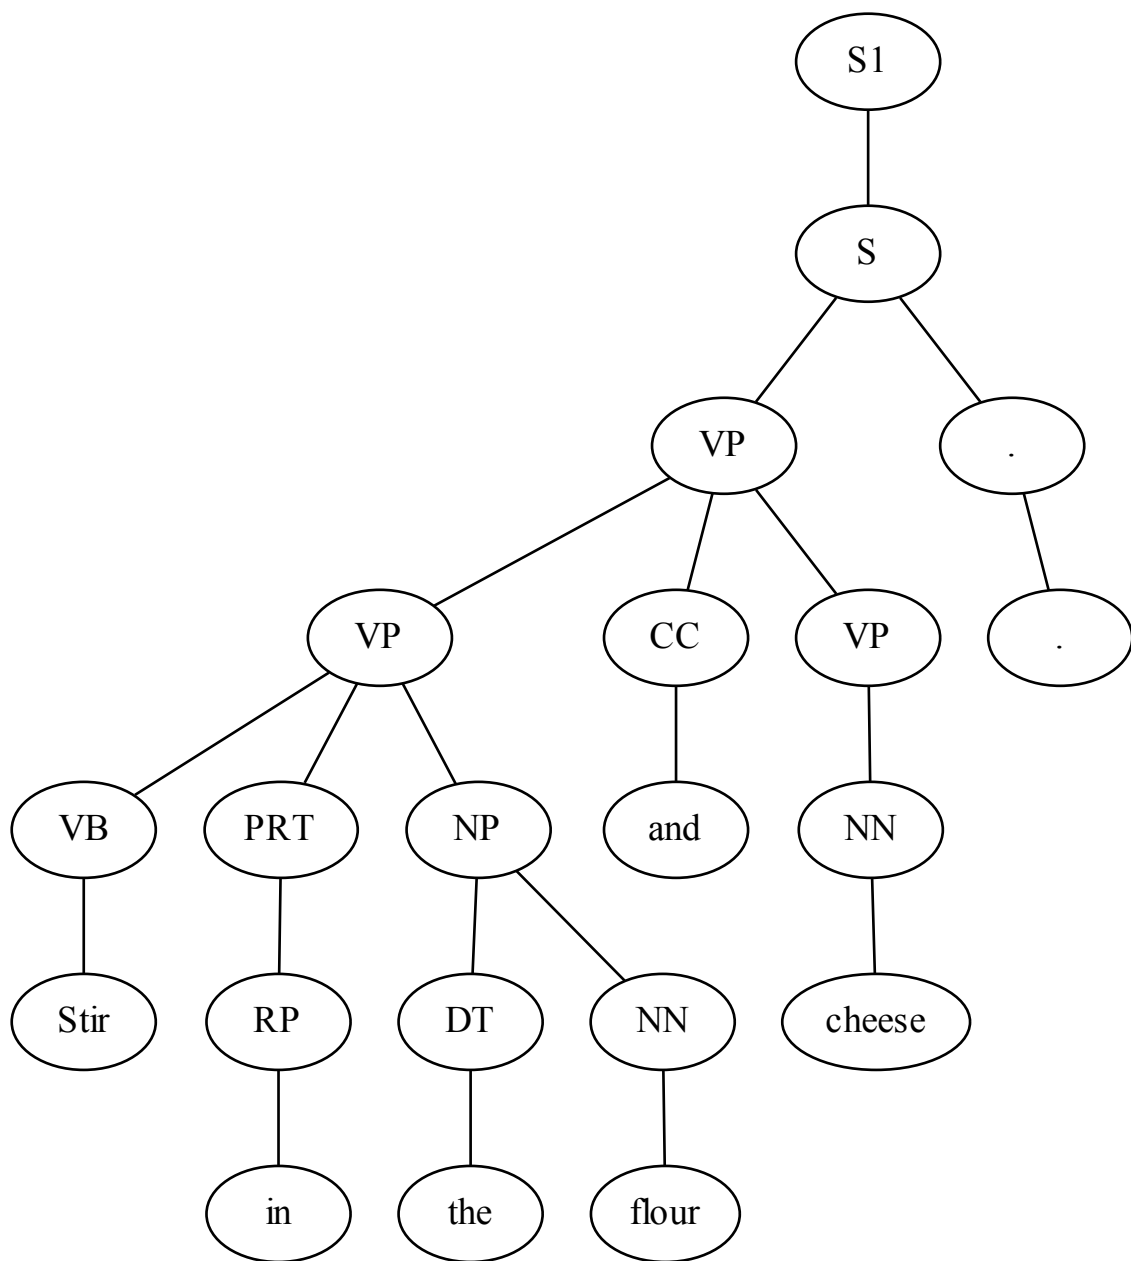 S1
S
VP .
VP CC VP .
VB PRT NP and NN
Stir RP DT NN cheese
in the flour